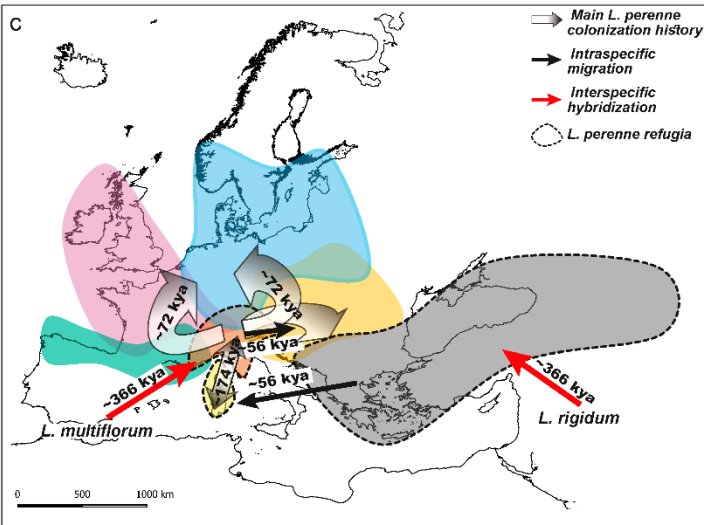 C
Main L. perenne
colonization history
Intraspecific
migration
Interspecific
hybridization
L. perenne refugia
~72 kya
~72 kya
~56 kya
~174 kya
~56 kya
~366 kya
~366 kya
L. multiflorum
L. rigidum
0 500 1000 km